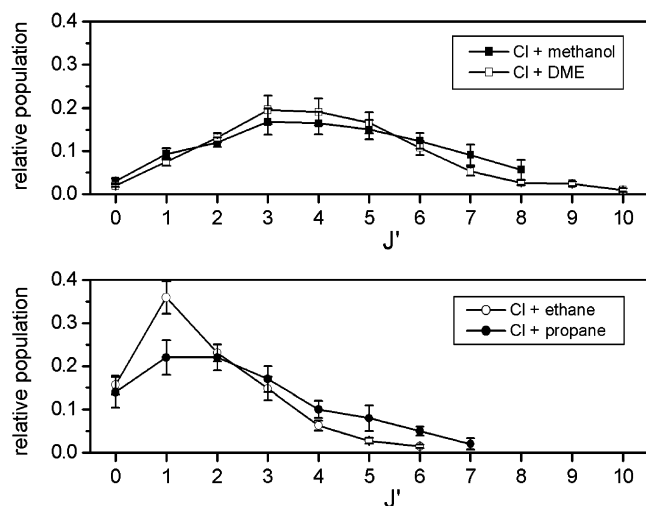 relative population
0.4
0.3
0.2
0.1
0.0
Cl + methanol
Cl + DME
0 1 2 3 4 5 6 7 8 9 10
J'
relative population
0.4
0.3
0.2
0.1
0.0
Cl + ethane
Cl + propane
0 1 2 3 4 5 6 7 8 9 10
J'